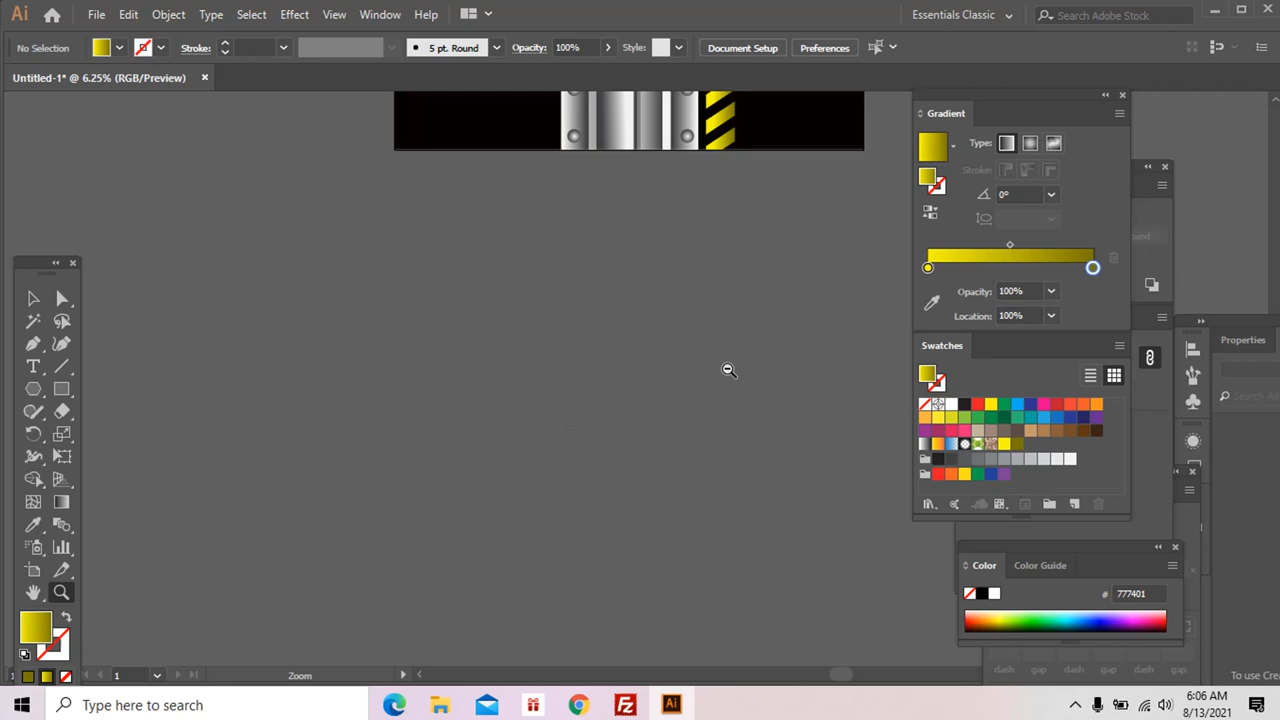 Ai File Edit Object Type Select Effect View Window Help Essentials Classic Search Adobe Stock
No Selection Stroke: 5 pt. Round Opacity: 100% Style: Document Setup Preferences
Untitled-1* @ 6.25% (RGB/Preview)
Gradient
Type:
Stroke:
0°
Opacity: 100%
Location: 100%
Swatches
Properties
Color Color Guide
# 777401
dash gap dash gap dash gap
1 Zoom
To use Crea
Type here to search
Ai
6:06 AM
8/13/2021